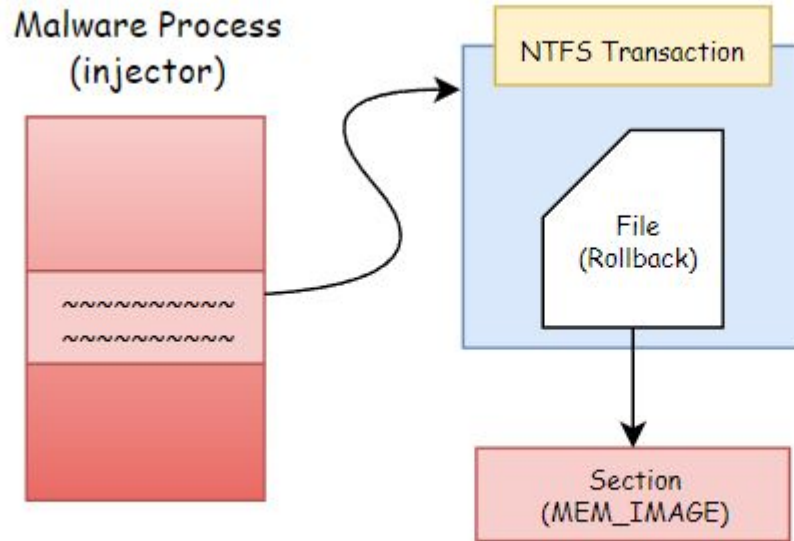 Malware Process
(injector)
~~~~~~~~~~
~~~~~~~~~~
NTFS Transaction
File
(Rollback)
Section
(MEM_IMAGE)